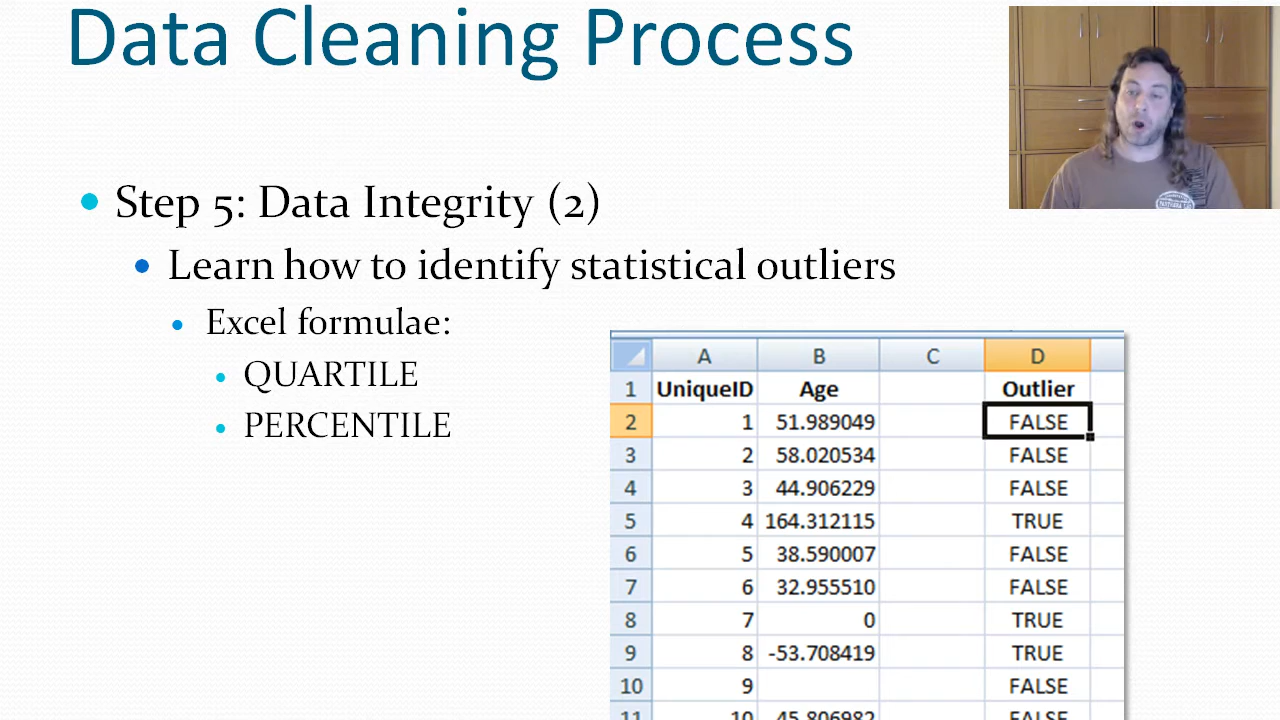 Data Cleaning Process
Step 5: Data Integrity (2)
Learn how to identify statistical outliers
Excel formulae:
QUARTILE
PERCENTILE
A B C D
1 UniqueID Age Outlier
2 1 51.989049 FALSE
3 2 58.020534 FALSE
4 3 44.906229 FALSE
5 4 164.312115 TRUE
6 5 38.590007 FALSE
7 6 32.955510 FALSE
8 7 0 TRUE
9 8 -53.708419 TRUE
10 9 FALSE
11 10 45.806982 FALSE